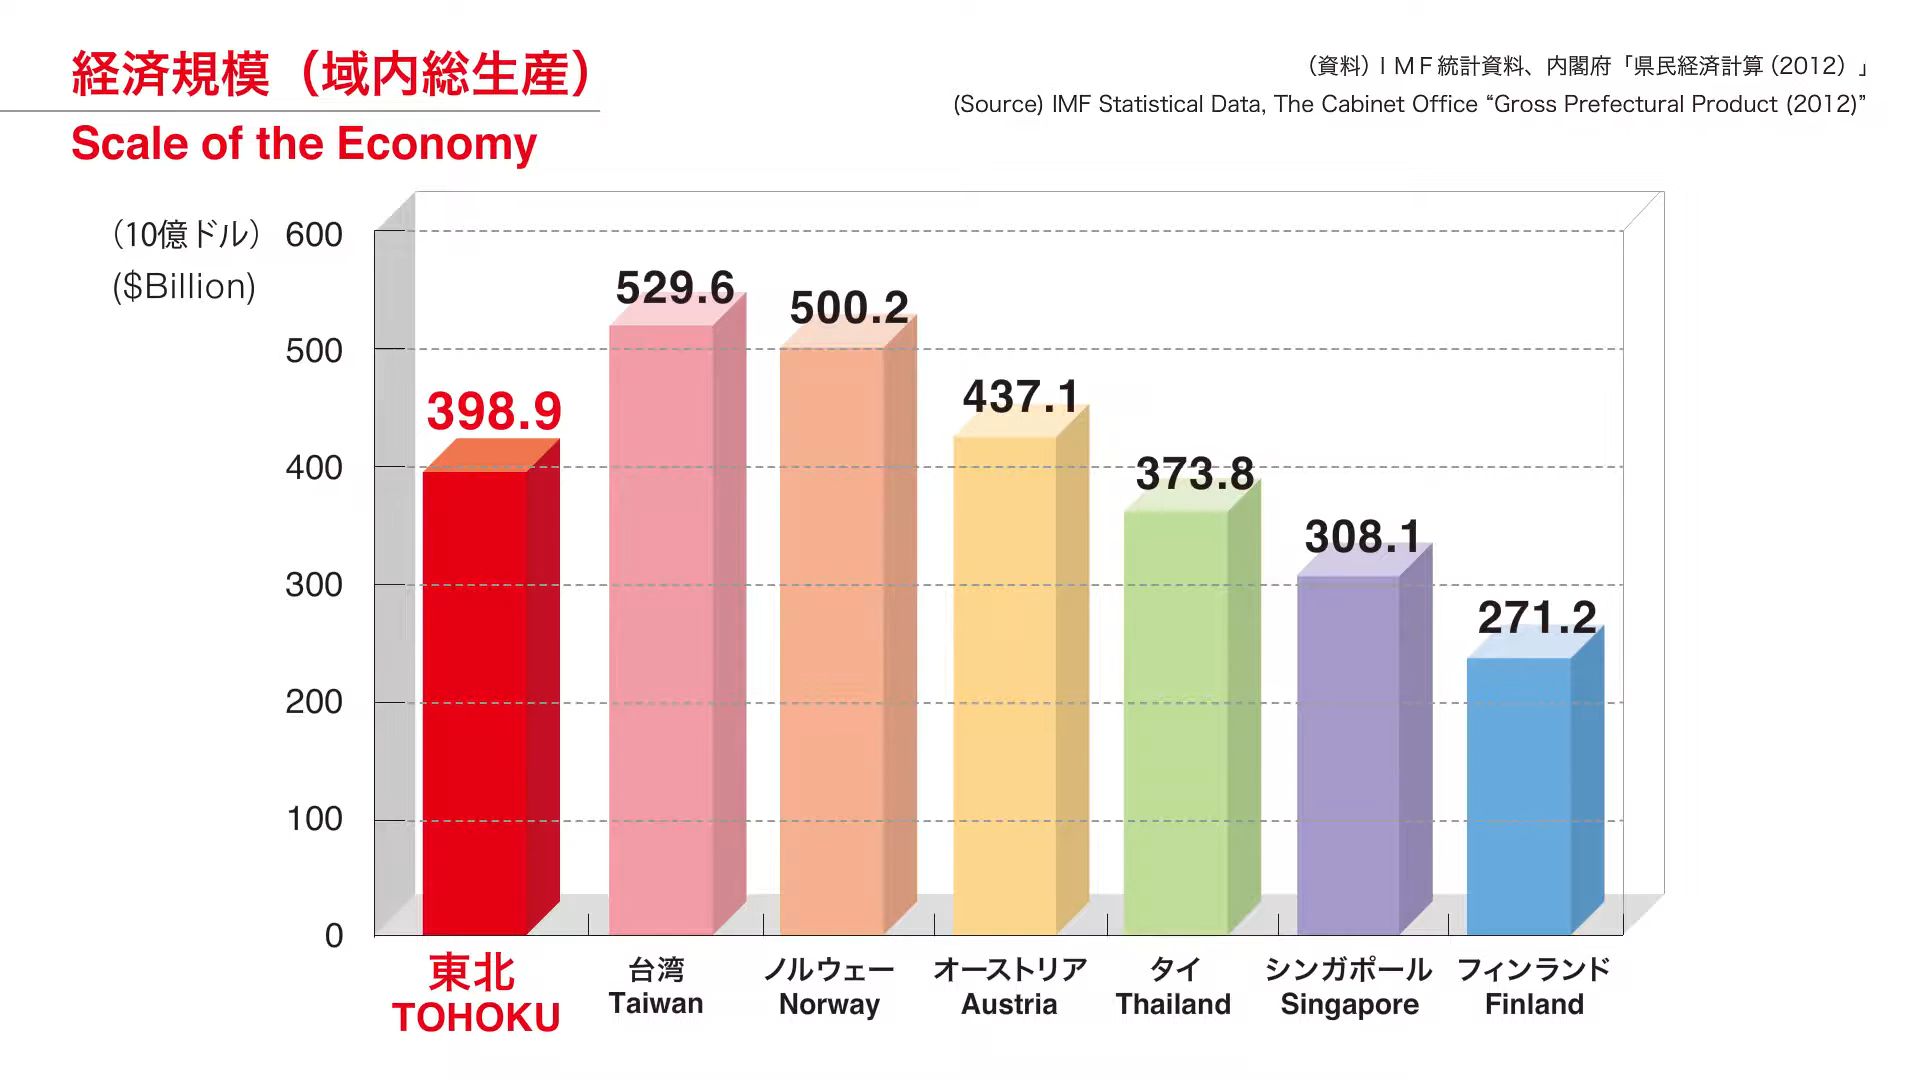 経済規模（域内総生産）
Scale of the Economy
（資料）ＩＭＦ統計資料、内閣府「県民経済計算（2012）」
(Source) IMF Statistical Data, The Cabinet Office “Gross Prefectural Product (2012)”
（10億ドル）
($Billion)
600
500
400
300
200
100
0
398.9
529.6
500.2
437.1
373.8
308.1
271.2
東北
TOHOKU
台湾
Taiwan
ノルウェー
Norway
オーストリア
Austria
タイ
Thailand
シンガポール
Singapore
フィンランド
Finland